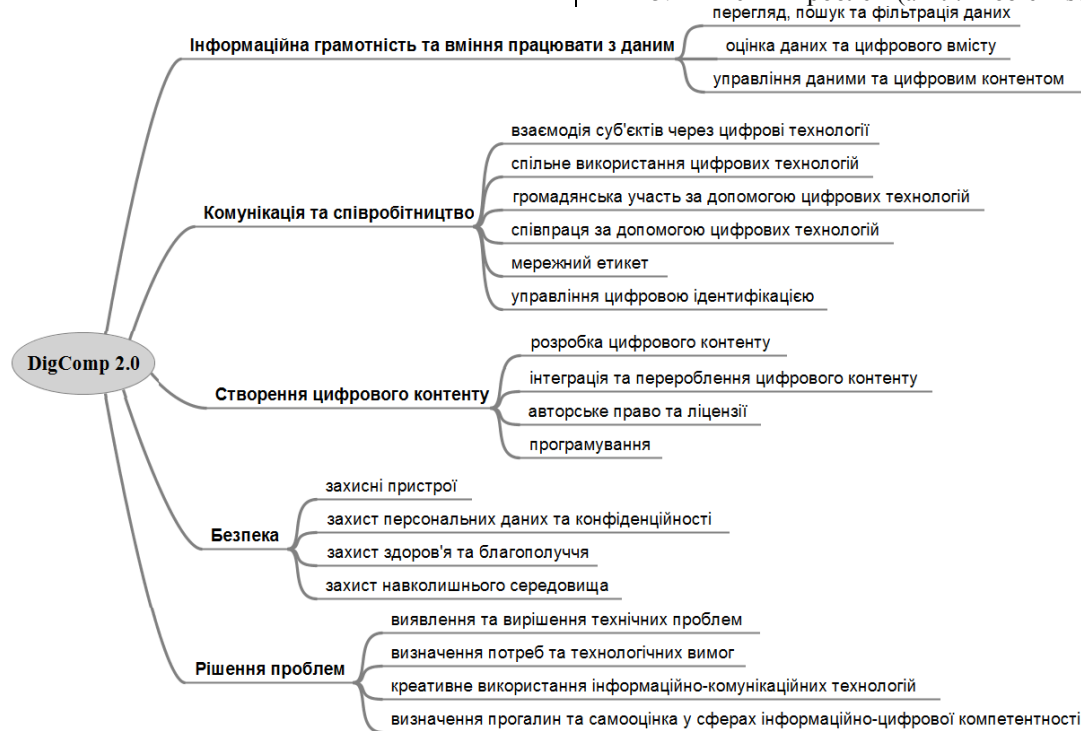 перегляд, пошук та фільтрація даних
Інформаційна грамотність та вміння працювати з даним
оцінка даних та цифрового вмісту
управління даними та цифровим контентом
взаємодія суб'єктів через цифрові технології
спільне використання цифрових технологій
громадянська участь за допомогою цифрових технологій
Комунікація та співробітництво
співпраця за допомогою цифрових технологій
мережний етикет
управління цифровою ідентифікацією
DigComp 2.0
розробка цифрового контенту
інтеграція та перероблення цифрового контенту
Створення цифрового контенту
авторське право та ліцензії
програмування
захисні пристрої
захист персональних даних та конфіденційності
Безпека
захист здоров'я та благополуччя
захист навколишнього середовища
виявлення та вирішення технічних проблем
визначення потреб та технологічних вимог
Рішення проблем
креативне використання інформаційно-комунікаційних технологій
визначення прогалин та самооцінка у сферах інформаційно-цифрової компетентності